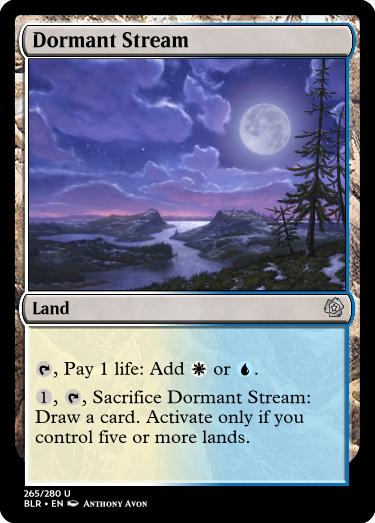 Dormant Stream
Land
, Pay 1 life: Add or .
1, , Sacrifice Dormant Stream:
Draw a card. Activate only if you
control five or more lands.
265/280 U
BLR • EN Anthony Avon